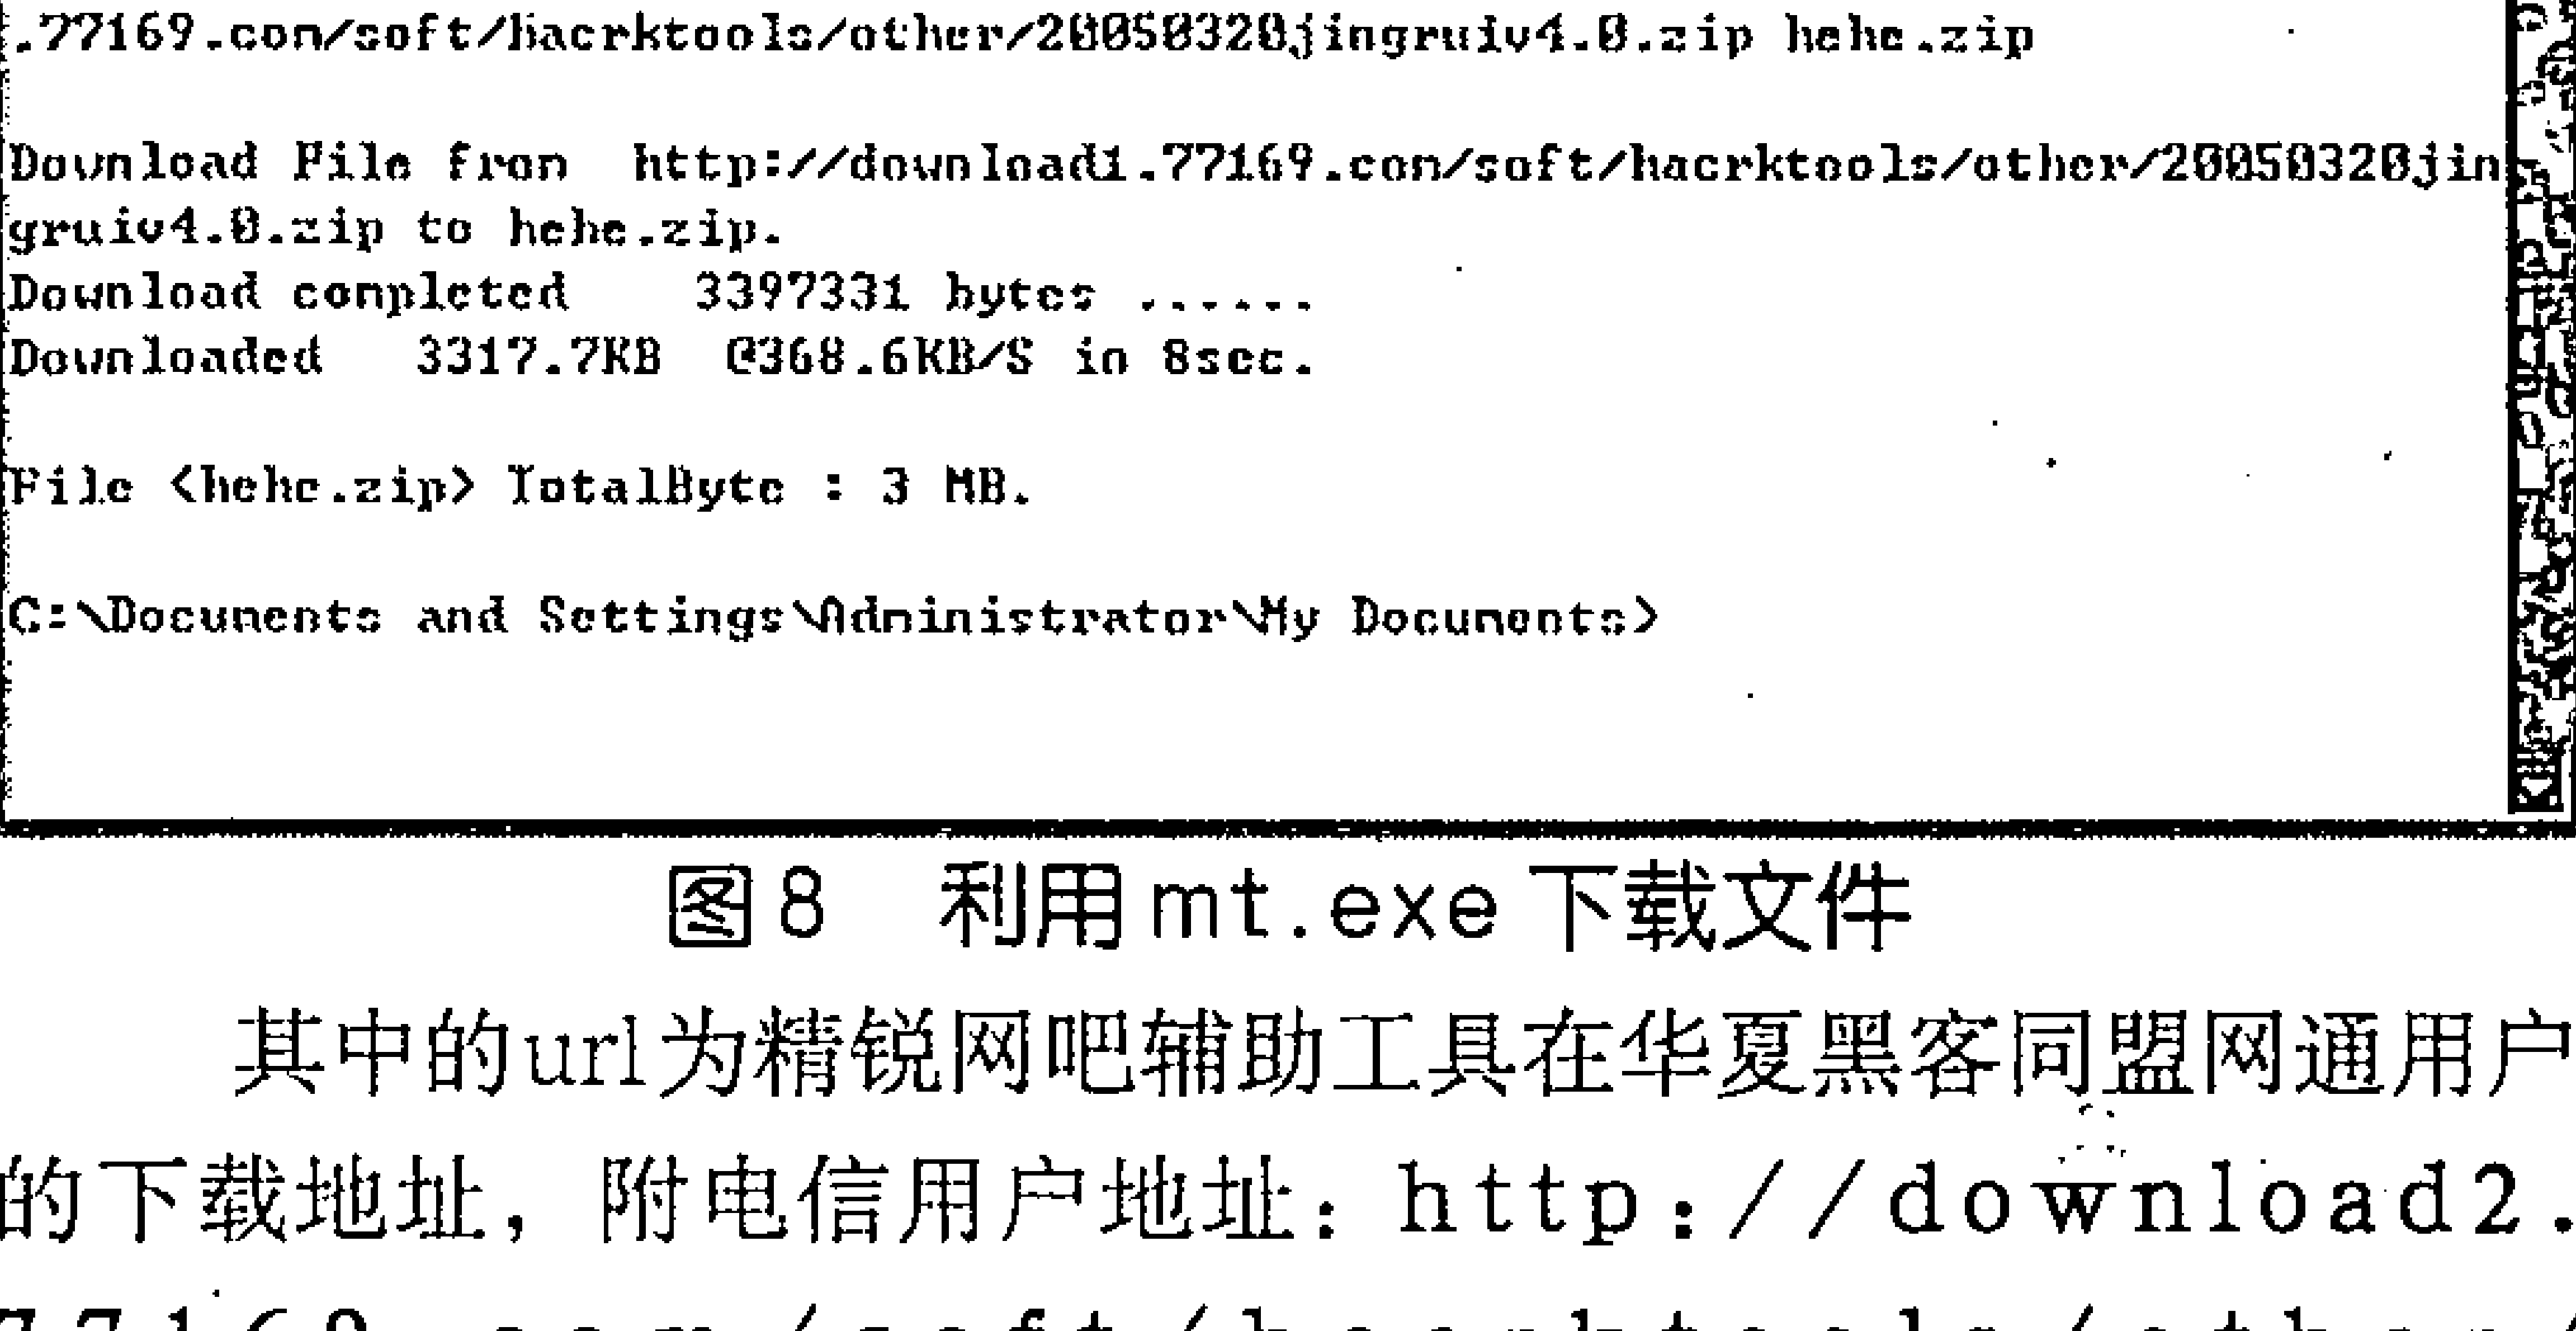 .77169.com/soft/hacrktools/other/20050320jingruiv4.0.zip hehe.zip
Download File from  http://download1.77169.com/soft/hacrktools/other/20050320jin
gruiv4.0.zip to hehe.zip.
Download completed    3397331 bytes ......
Downloaded   3317.7KB  @368.6KB/S in 8sec.
File <hehe.zip> TotalByte : 3 MB.
C:\Documents and Settings\Administrator\My Documents>
图8 利用mt.exe下载文件
其中的url为精锐网吧辅助工具在华夏黑客同盟网通用户
的下载地址，附电信用户地址：http://download2.